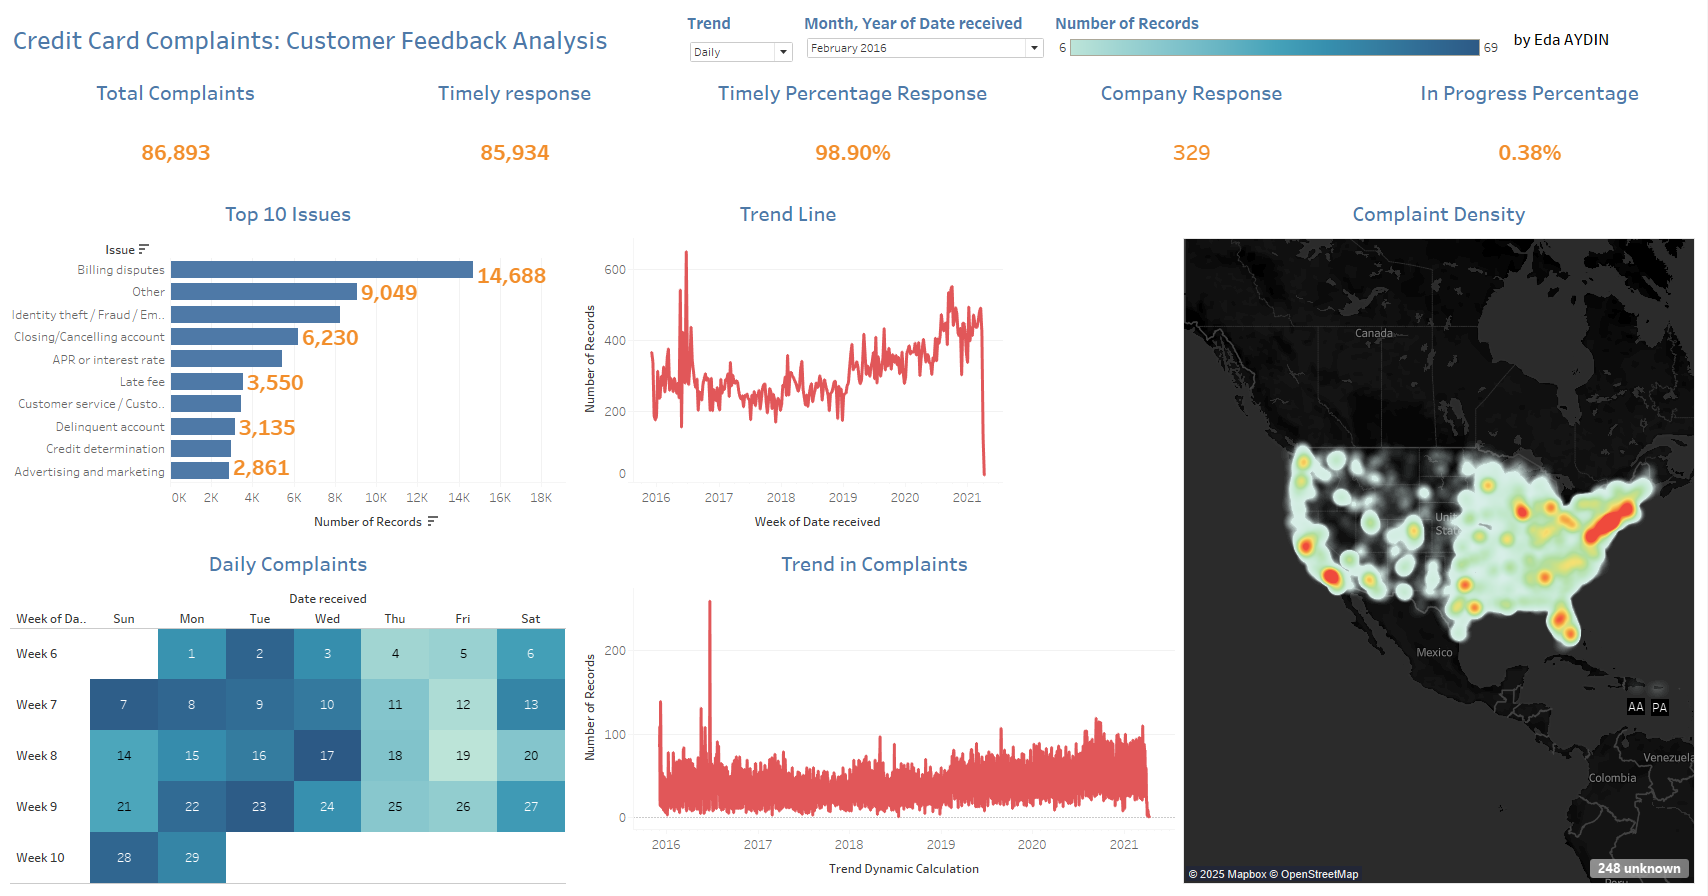 Credit Card Complaints: Customer Feedback Analysis
Trend
Daily
Month, Year of Date received
February 2016
Number of Records
6 69
by Eda AYDIN
Total Complaints
86,893
Timely response
85,934
Timely Percentage Response
98.90%
Company Response
329
In Progress Percentage
0.38%
Top 10 Issues
Issue
Billing disputes 14,688
Other 9,049
Identity theft / Fraud / Em..
Closing/Cancelling account 6,230
APR or interest rate
Late fee 3,550
Customer service / Custo..
Delinquent account 3,135
Credit determination
Advertising and marketing 2,861
0K 2K 4K 6K 8K 10K 12K 14K 16K 18K
Number of Records
Trend Line
Number of Records
600
400
200
0
2016 2017 2018 2019 2020 2021
Week of Date received
Complaint Density
Canada
Unit
Stat
Mexico
AA PA
Venezuela
Colombia
Peru
248 unknown
© 2025 Mapbox © OpenStreetMap
Daily Complaints
Date received
Week of Da.. Sun Mon Tue Wed Thu Fri Sat
Week 6 1 2 3 4 5 6
Week 7 7 8 9 10 11 12 13
Week 8 14 15 16 17 18 19 20
Week 9 21 22 23 24 25 26 27
Week 10 28 29
Trend in Complaints
Number of Records
200
100
0
2016 2017 2018 2019 2020 2021
Trend Dynamic Calculation